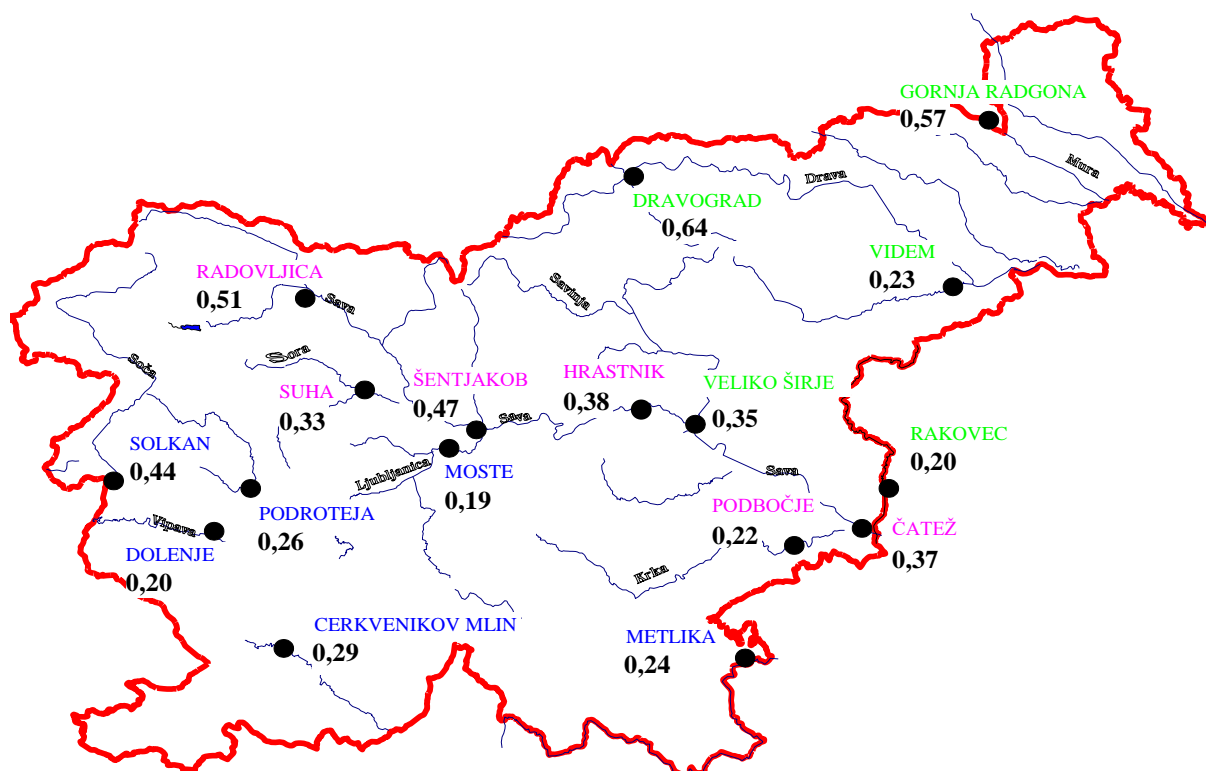 GORNJA RADGONA
0,57
Mura
Drava
DRAVOGRAD
0,64
VIDEM
0,23
RADOVLJICA
0,51
Sava
Savinja
Soča
Sora
SUHA
0,33
ŠENTJAKOB
0,47
Sava
HRASTNIK
0,38
VELIKO ŠIRJE
0,35
SOLKAN
0,44
Ljubljanica
MOSTE
0,19
Sava
RAKOVEC
0,20
PODROTEJA
0,26
Vipava
DOLENJE
0,20
PODBOČJE
0,22
ČATEŽ
0,37
Krka
CERKVENIKOV MLIN
0,29
METLIKA
0,24